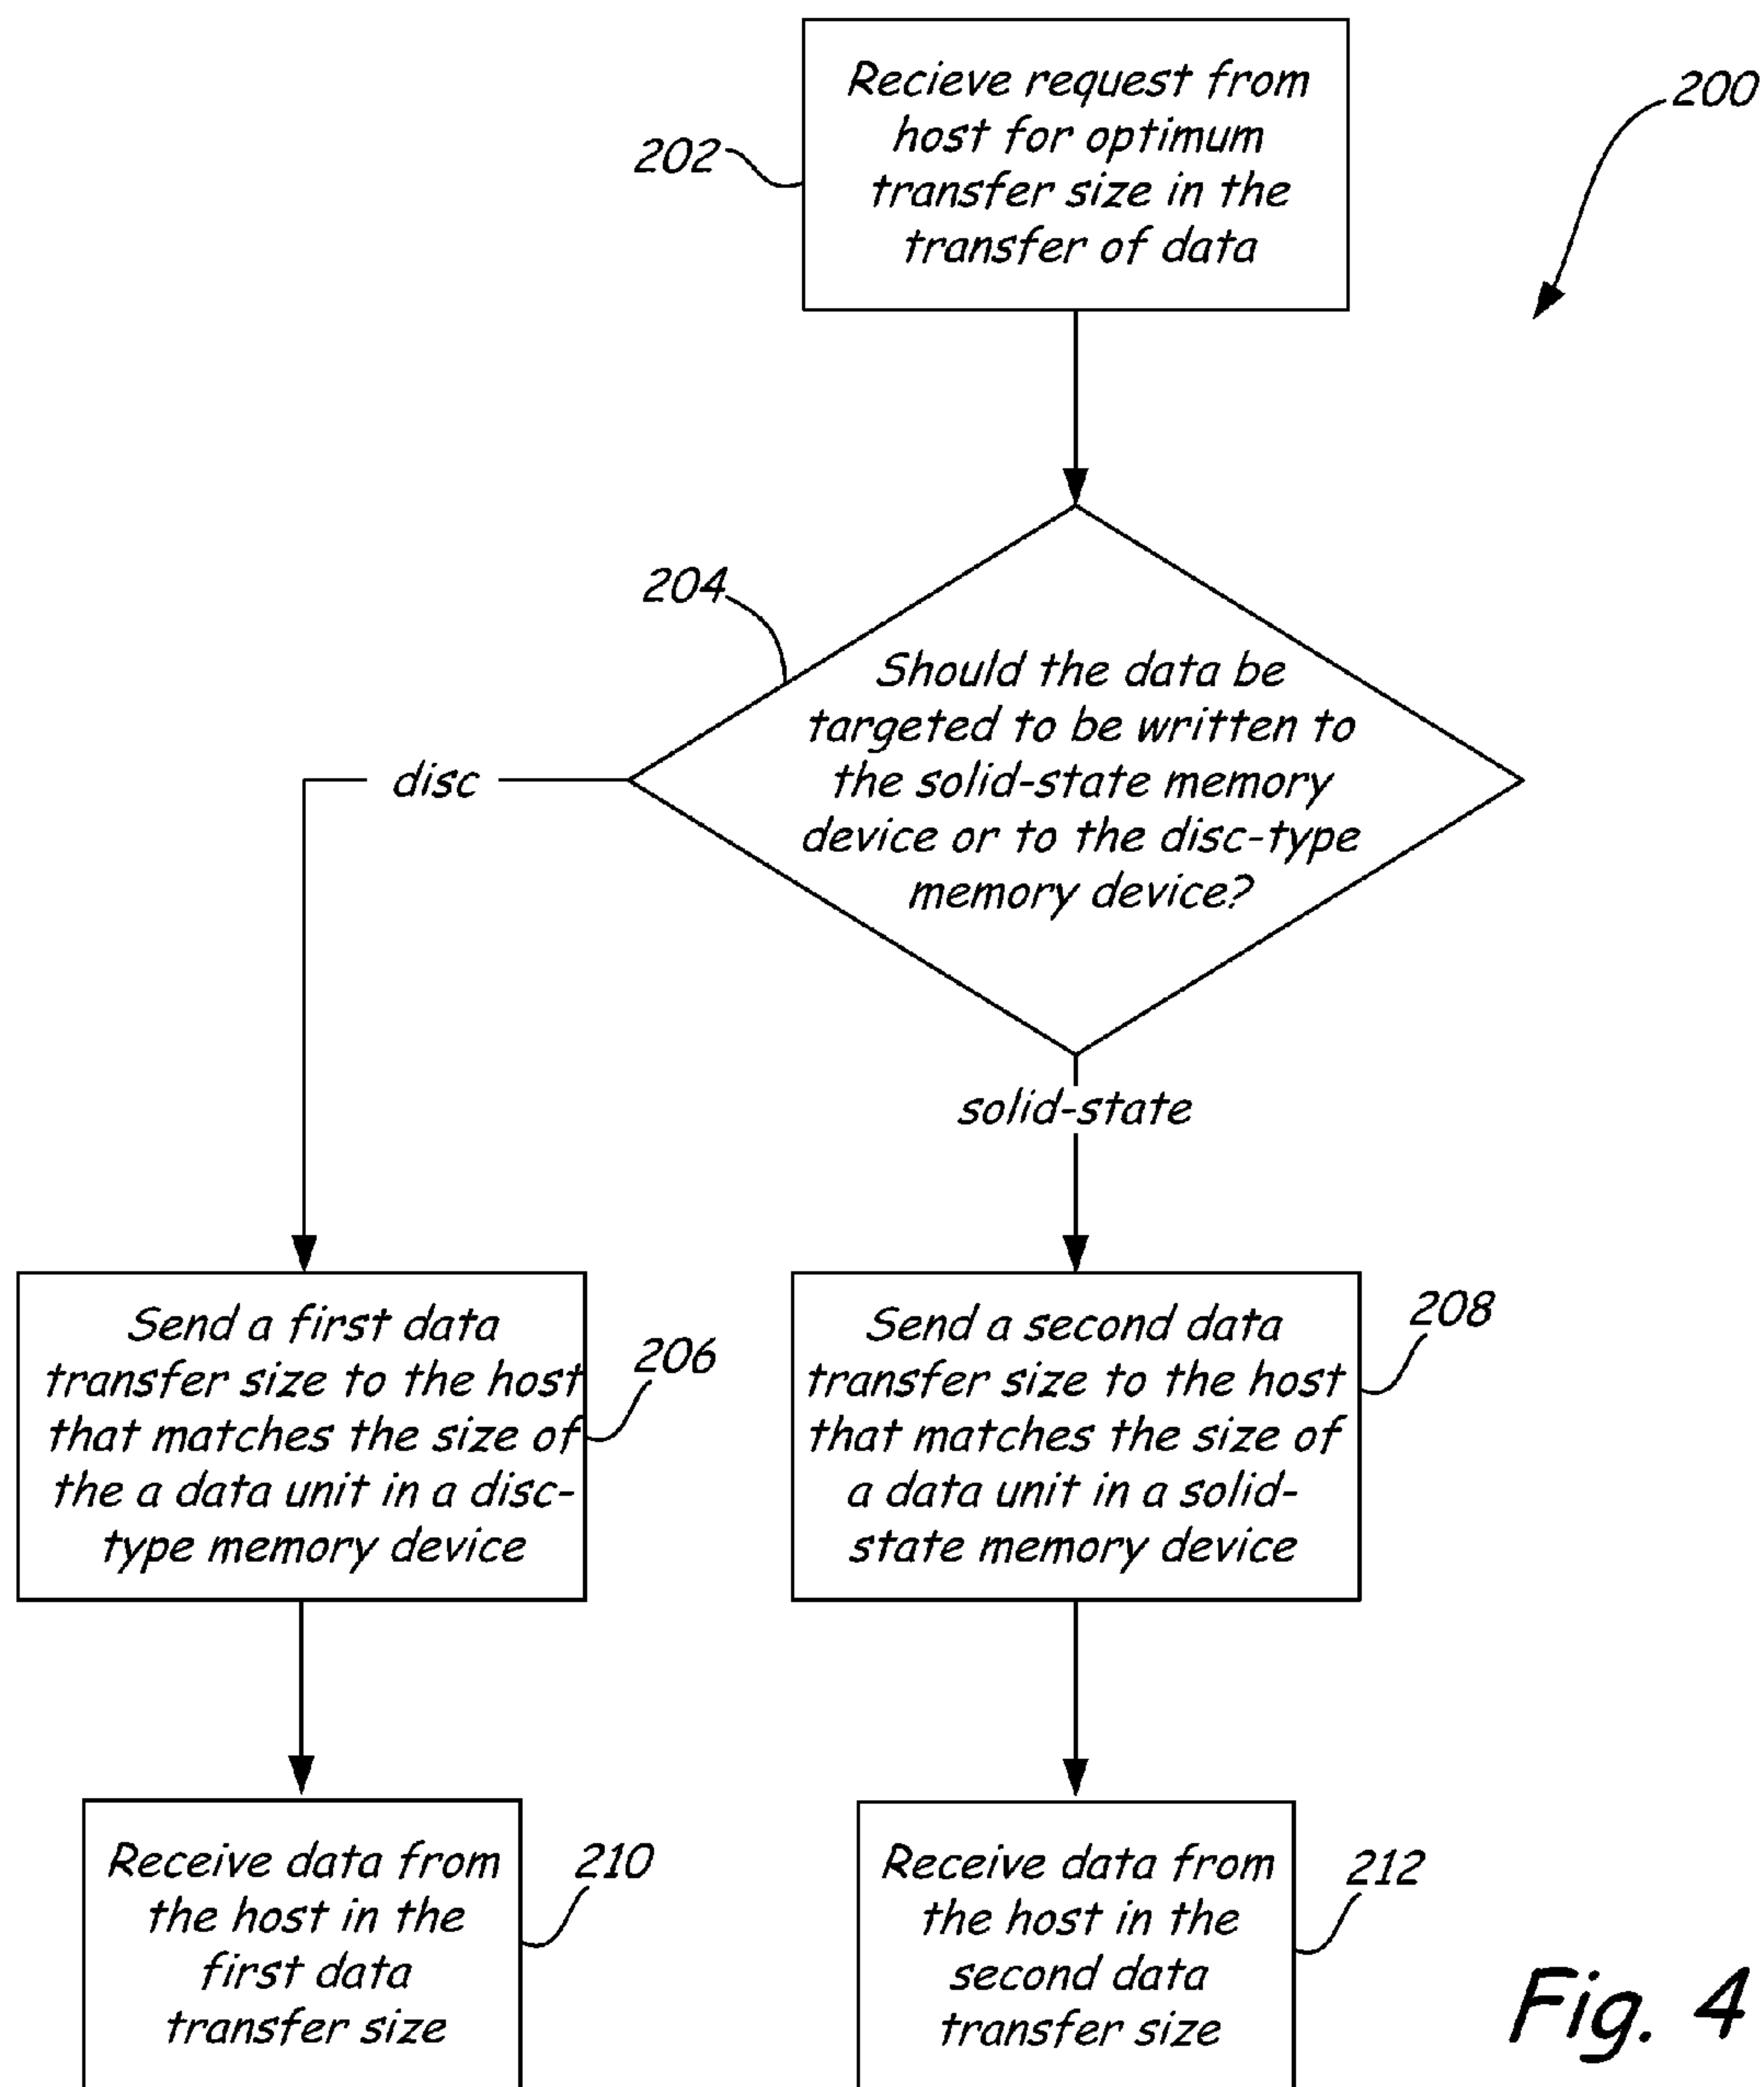 Recieve request from
host for optimum
transfer size in the
transfer of data
200
202
204
Should the data be
targeted to be written to
the solid-state memory
device or to the disc-type
memory device?
disc
solid-state
Send a first data
transfer size to the host
that matches the size of
the a data unit in a disc-
type memory device
206
Send a second data
transfer size to the host
that matches the size of
a data unit in a solid-
state memory device
208
Receive data from
the host in the
first data
transfer size
210
Receive data from
the host in the
second data
transfer size
212
Fig. 4